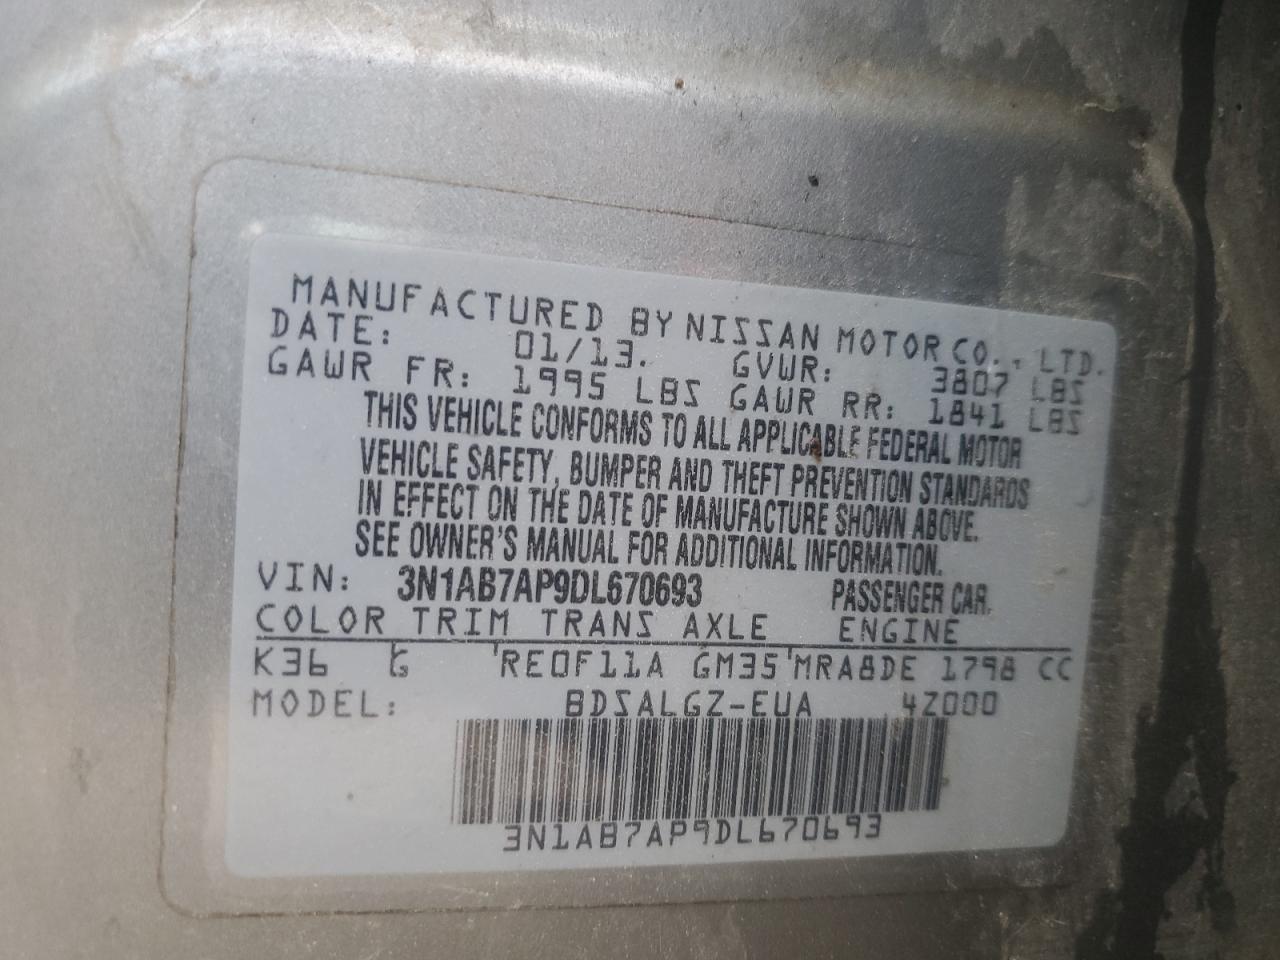 MANUFACTURED BY NISSAN MOTOR CO., LTD.
DATE: 01/13. GVWR: 3807 LBS
GAWR FR: 1995 LBS GAWR RR: 1841 LBS
THIS VEHICLE CONFORMS TO ALL APPLICABLE FEDERAL MOTOR
VEHICLE SAFETY, BUMPER AND THEFT PREVENTION STANDARDS
IN EFFECT ON THE DATE OF MANUFACTURE SHOWN ABOVE.
SEE OWNER'S MANUAL FOR ADDITIONAL INFORMATION.
VIN: 3N1AB7AP9DL670693 PASSENGER CAR.
COLOR TRIM TRANS AXLE ENGINE
K36 G 'RE0F11A GM35'MRA8DE 1798 CC
MODEL: BDSALGZ-EUA 4Z000
3N1AB7AP9DL670693